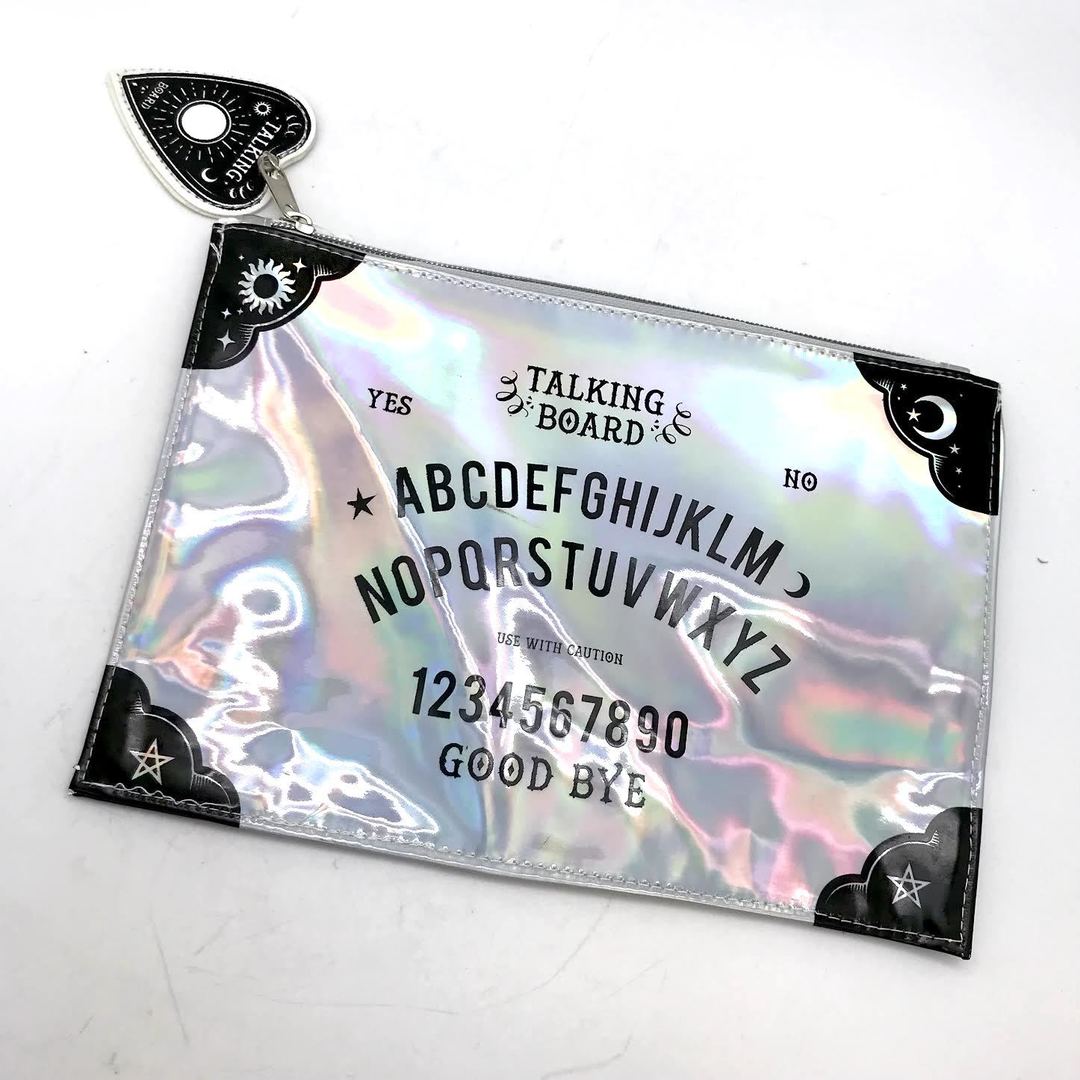 TALKING
BOARD
TALKING
BOARD
YES
NO
ABCDEFGHIJKLM
NOPQRSTUVWXYZ
USE WITH CAUTION
1234567890
GOOD BYE